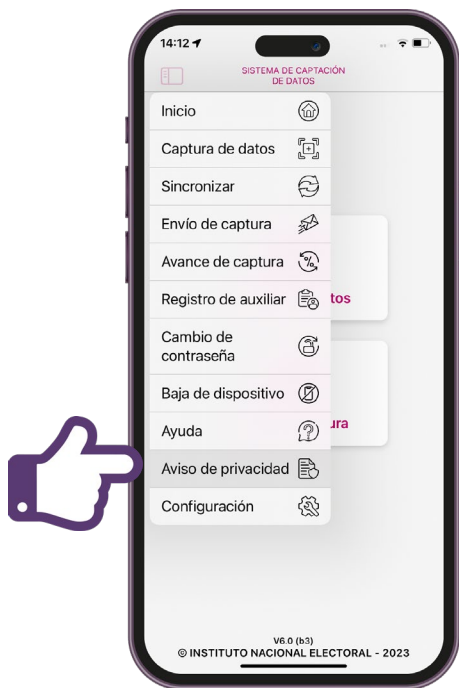 14:12
SISTEMA DE CAPTACIÓN
DE DATOS
Inicio
Captura de datos
Sincronizar
Envío de captura
Avance de captura
Registro de auxiliar
tos
Cambio de
contraseña
Baja de dispositivo
Ayuda
ura
Aviso de privacidad
Configuración
V6.0 (b3)
© INSTITUTO NACIONAL ELECTORAL - 2023